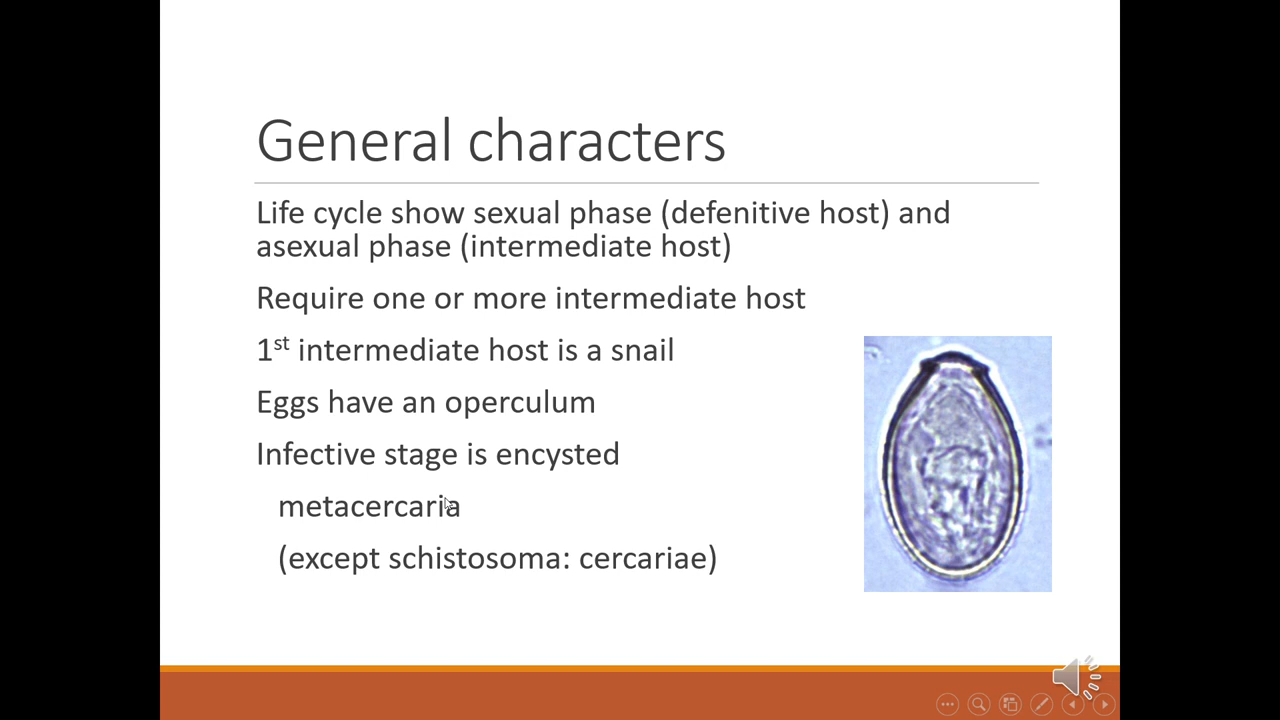 General characters
Life cycle show sexual phase (defenitive host) and
asexual phase (intermediate host)
Require one or more intermediate host
1st intermediate host is a snail
Eggs have an operculum
Infective stage is encysted
metacercaria
(except schistosoma: cercariae)